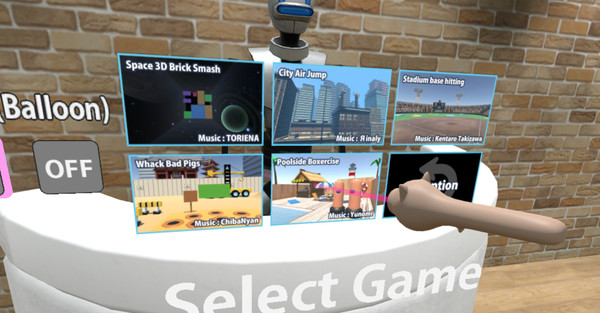 Space 3D Brick Smash
Music : TORIENA
City Air Jump
Music : Яinaly
Stadium base hitting
Music : Kentaro Takizawa
(Balloon)
OFF
Whack Bad Pigs
Music : ChibaNyan
Poolside Boxercise
Music : Yunomi
Select Game